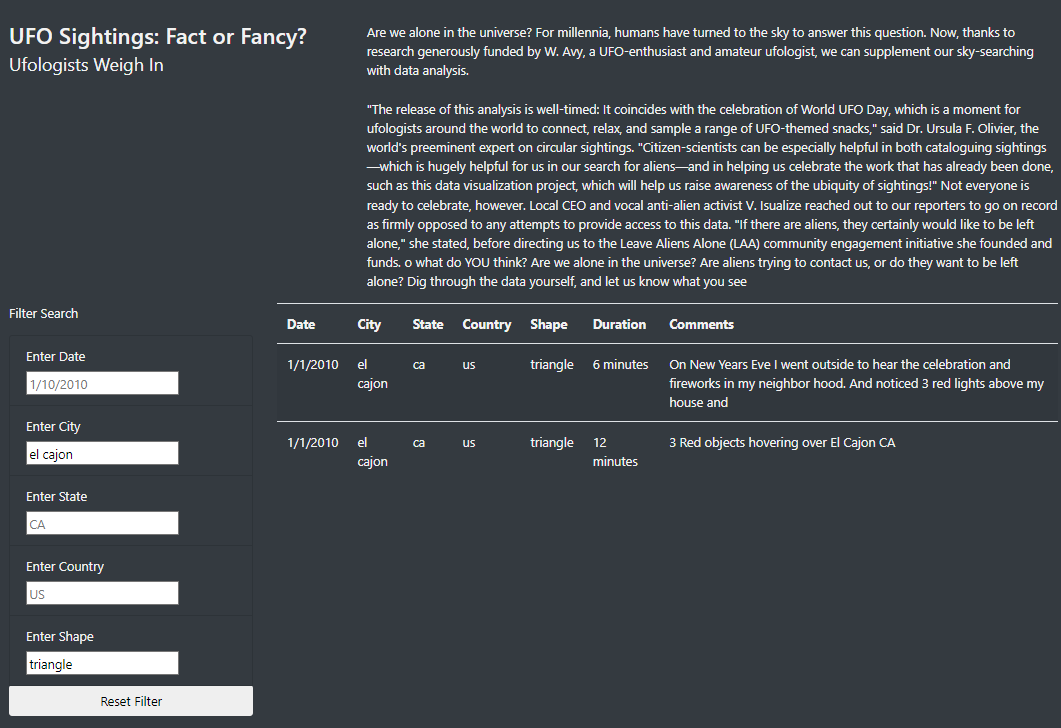 UFO Sightings: Fact or Fancy?
Ufologists Weigh In
Are we alone in the universe? For millennia, humans have turned to the sky to answer this question. Now, thanks to
research generously funded by W. Avy, a UFO-enthusiast and amateur ufologist, we can supplement our sky-searching
with data analysis.
"The release of this analysis is well-timed: It coincides with the celebration of World UFO Day, which is a moment for
ufologists around the world to connect, relax, and sample a range of UFO-themed snacks," said Dr. Ursula F. Olivier, the
world's preeminent expert on circular sightings. "Citizen-scientists can be especially helpful in both cataloguing sightings
—which is hugely helpful for us in our search for aliens—and in helping us celebrate the work that has already been done,
such as this data visualization project, which will help us raise awareness of the ubiquity of sightings!" Not everyone is
ready to celebrate, however. Local CEO and vocal anti-alien activist V. Isualize reached out to our reporters to go on record
as firmly opposed to any attempts to provide access to this data. "If there are aliens, they certainly would like to be left
alone," she stated, before directing us to the Leave Aliens Alone (LAA) community engagement initiative she founded and
funds. o what do YOU think? Are we alone in the universe? Are aliens trying to contact us, or do they want to be left
alone? Dig through the data yourself, and let us know what you see
Filter Search
Enter Date
1/10/2010
Enter City
el cajon
Enter State
CA
Enter Country
US
Enter Shape
triangle
Reset Filter
Date City State Country Shape Duration Comments
1/1/2010 el ca us triangle 6 minutes On New Years Eve I went outside to hear the celebration and
cajon fireworks in my neighbor hood. And noticed 3 red lights above my
house and
1/1/2010 el ca us triangle 12 3 Red objects hovering over El Cajon CA
cajon minutes